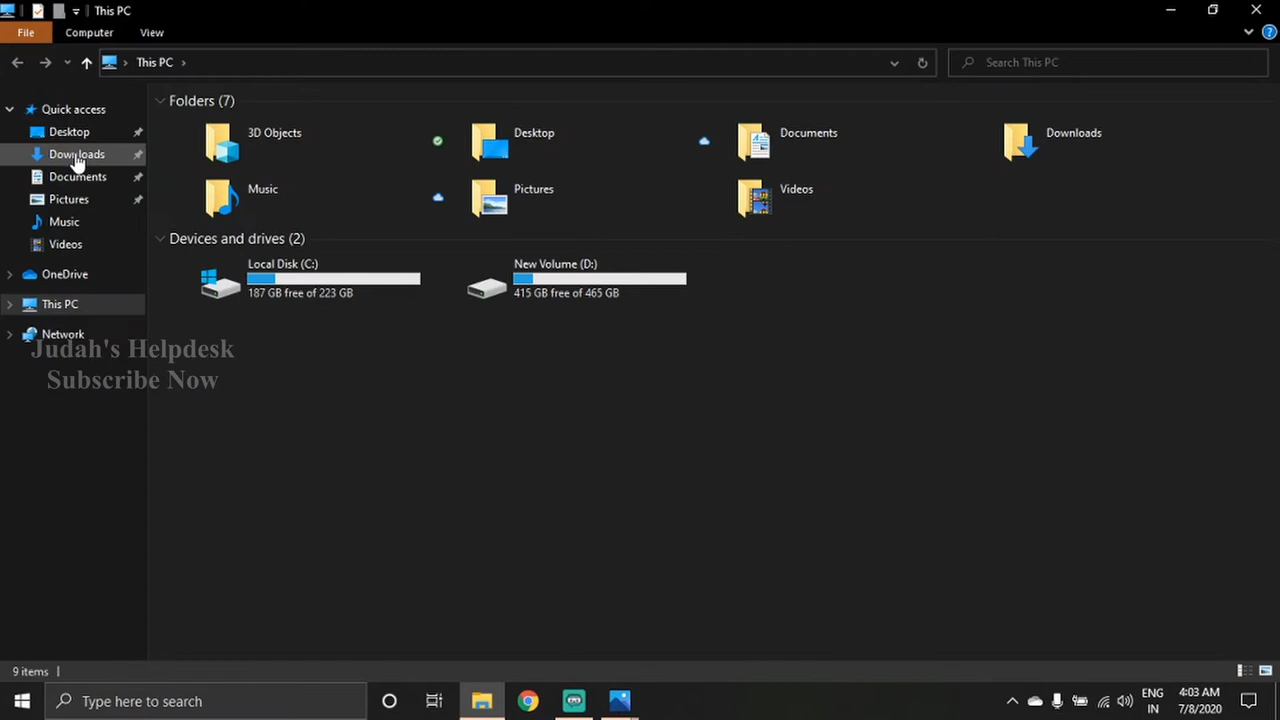 This PC
File
Computer
View
This PC
Search This PC
Quick access
Desktop
Downloads
Documents
Pictures
Music
Videos
OneDrive
This PC
Network
Judah's Helpdesk
Subscribe Now
Folders (7)
3D Objects
Desktop
Documents
Downloads
Music
Pictures
Videos
Devices and drives (2)
Local Disk (C:)
187 GB free of 223 GB
New Volume (D:)
415 GB free of 465 GB
9 items
Type here to search
ENG
IN
4:03 AM
7/8/2020